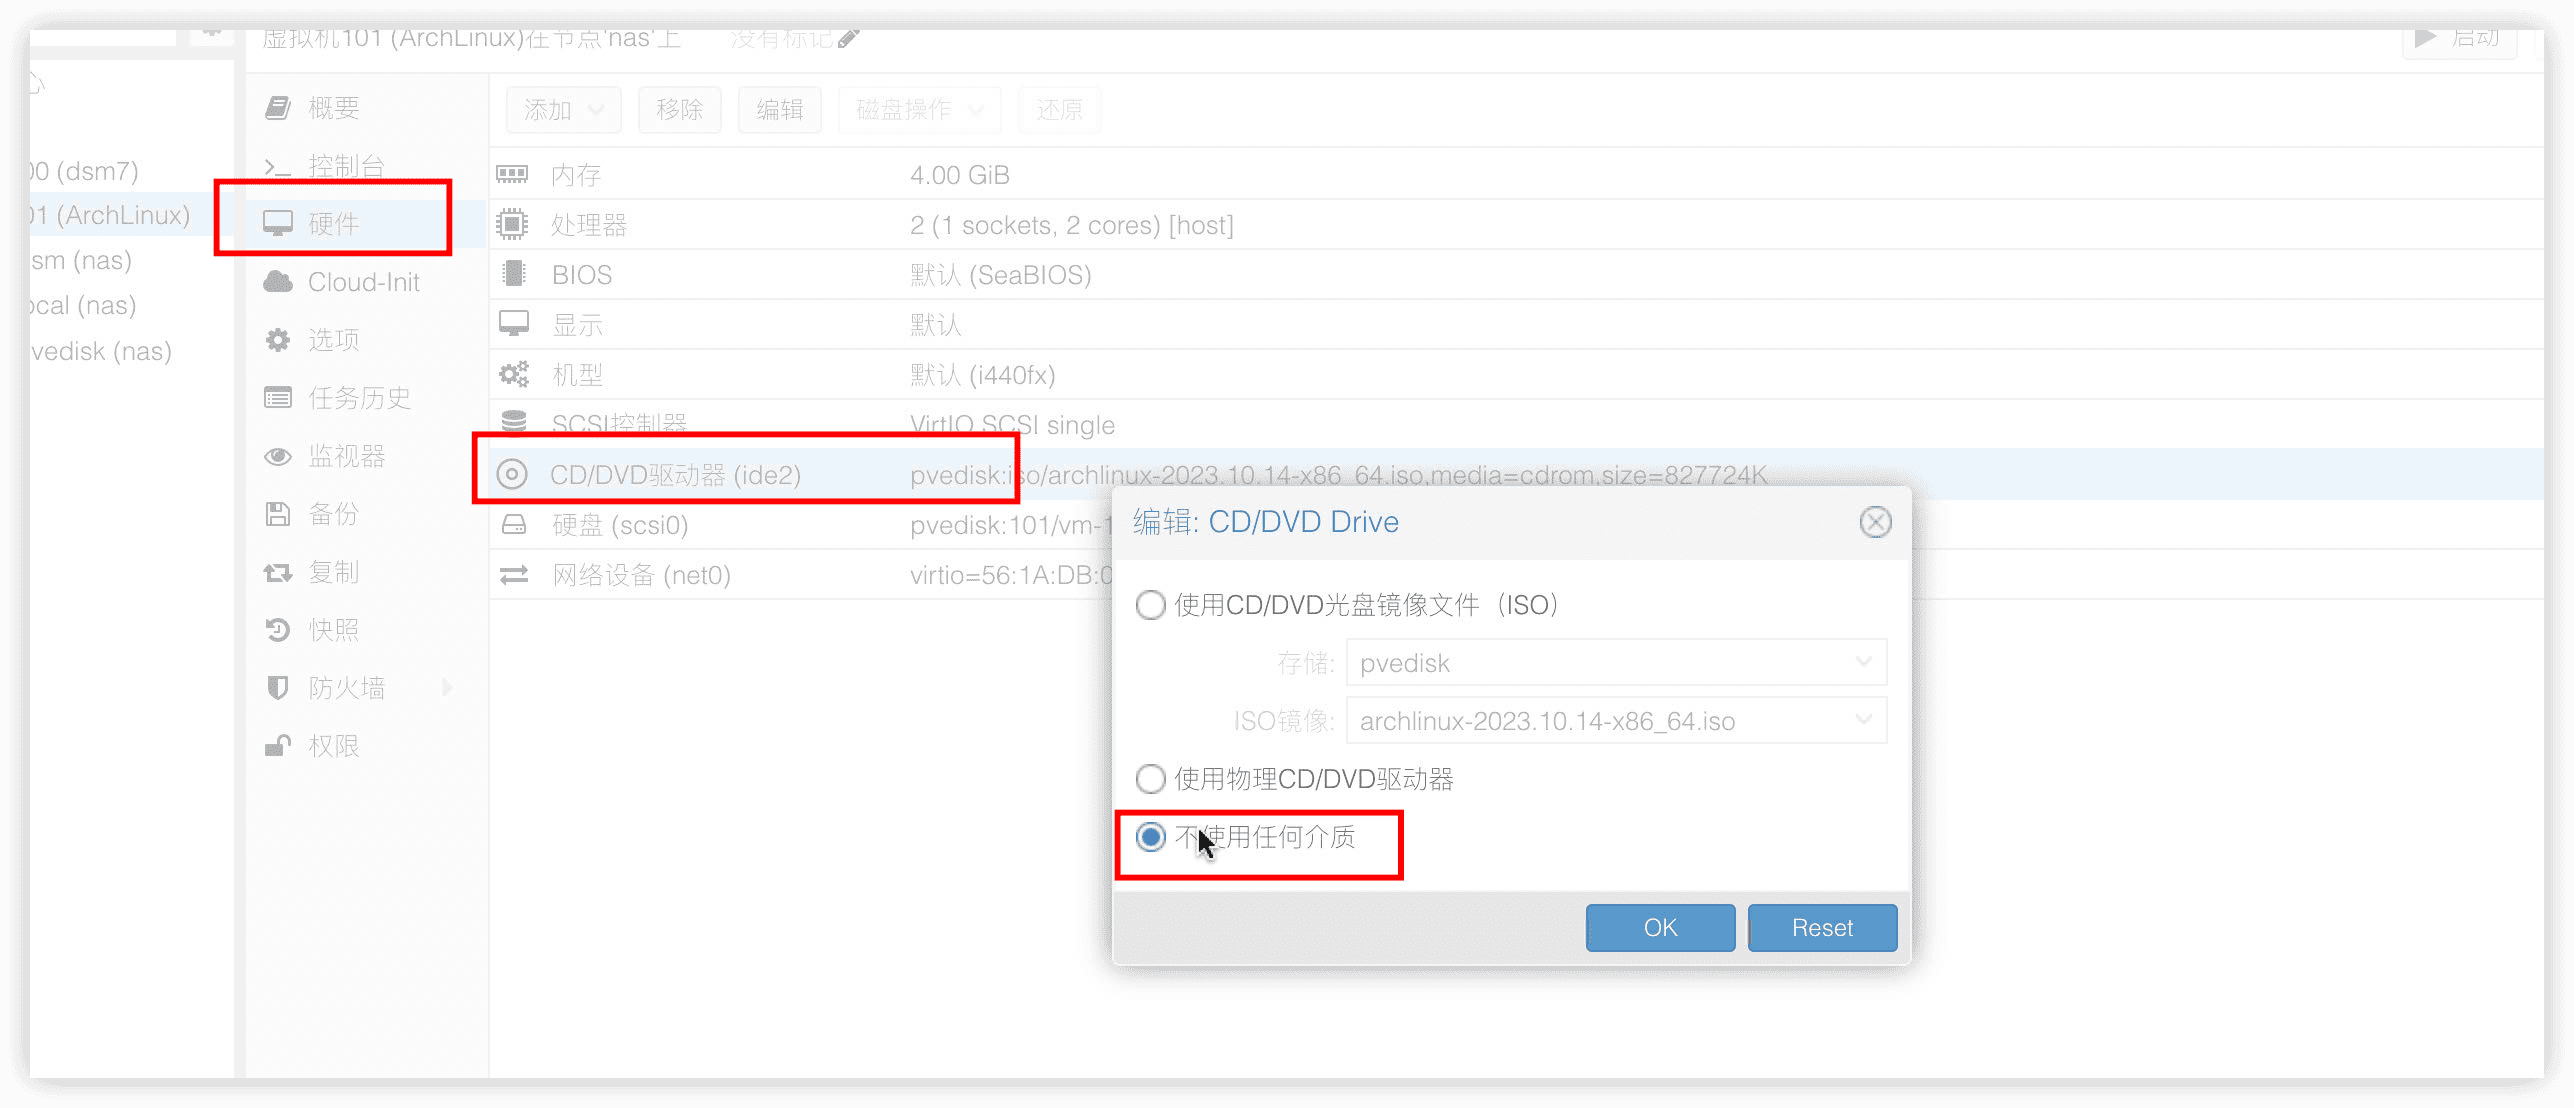 虚拟机101 (ArchLinux)在节点'nas'上
没有标记
启动
心
00 (dsm7)
01 (ArchLinux)
sm (nas)
ocal (nas)
vedisk (nas)
概要
控制台
硬件
Cloud-Init
选项
任务历史
监视器
备份
复制
快照
防火墙
权限
添加
移除
编辑
磁盘操作
还原
内存 4.00 GiB
处理器 2 (1 sockets, 2 cores) [host]
BIOS 默认 (SeaBIOS)
显示 默认
机型 默认 (i440fx)
SCSI控制器 VirtIO SCSI single
CD/DVD驱动器 (ide2) pvedisk:iso/archlinux-2023.10.14-x86_64.iso,media=cdrom,size=827724K
硬盘 (scsi0) pvedisk:101/vm-1
网络设备 (net0) virtio=56:1A:DB:0
编辑: CD/DVD Drive
使用CD/DVD光盘镜像文件（ISO）
存储: pvedisk
ISO镜像: archlinux-2023.10.14-x86_64.iso
使用物理CD/DVD驱动器
不使用任何介质
OK
Reset